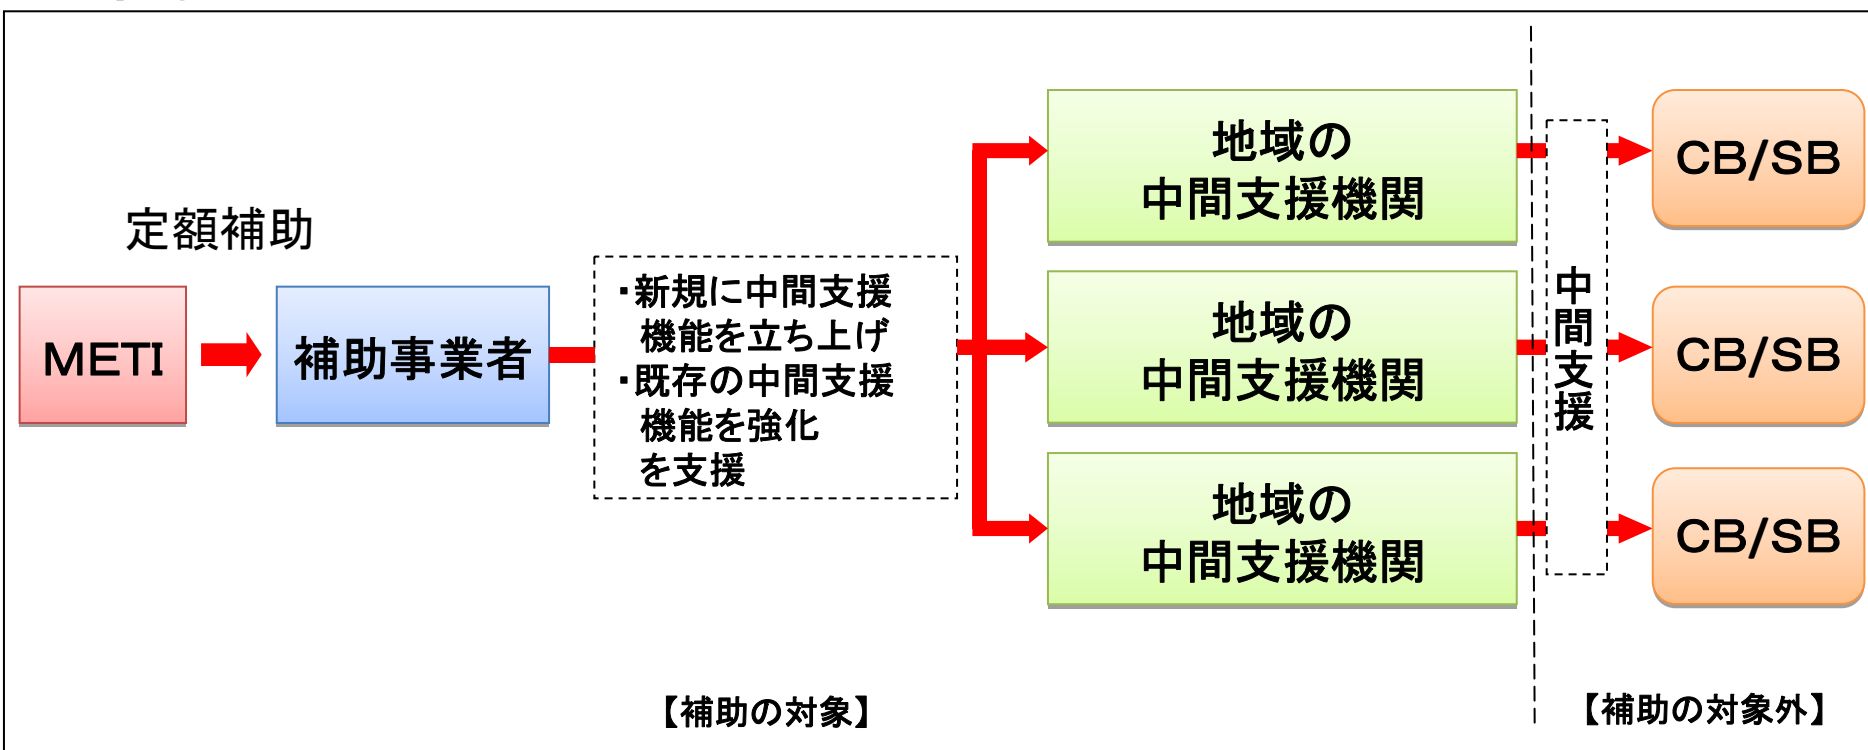 定額補助
METI
補助事業者
・新規に中間支援
機能を立ち上げ
・既存の中間支援
機能を強化
を支援
地域の
中間支援機関
地域の
中間支援機関
地域の
中間支援機関
中間支援
CB/SB
CB/SB
CB/SB
【補助の対象】
【補助の対象外】